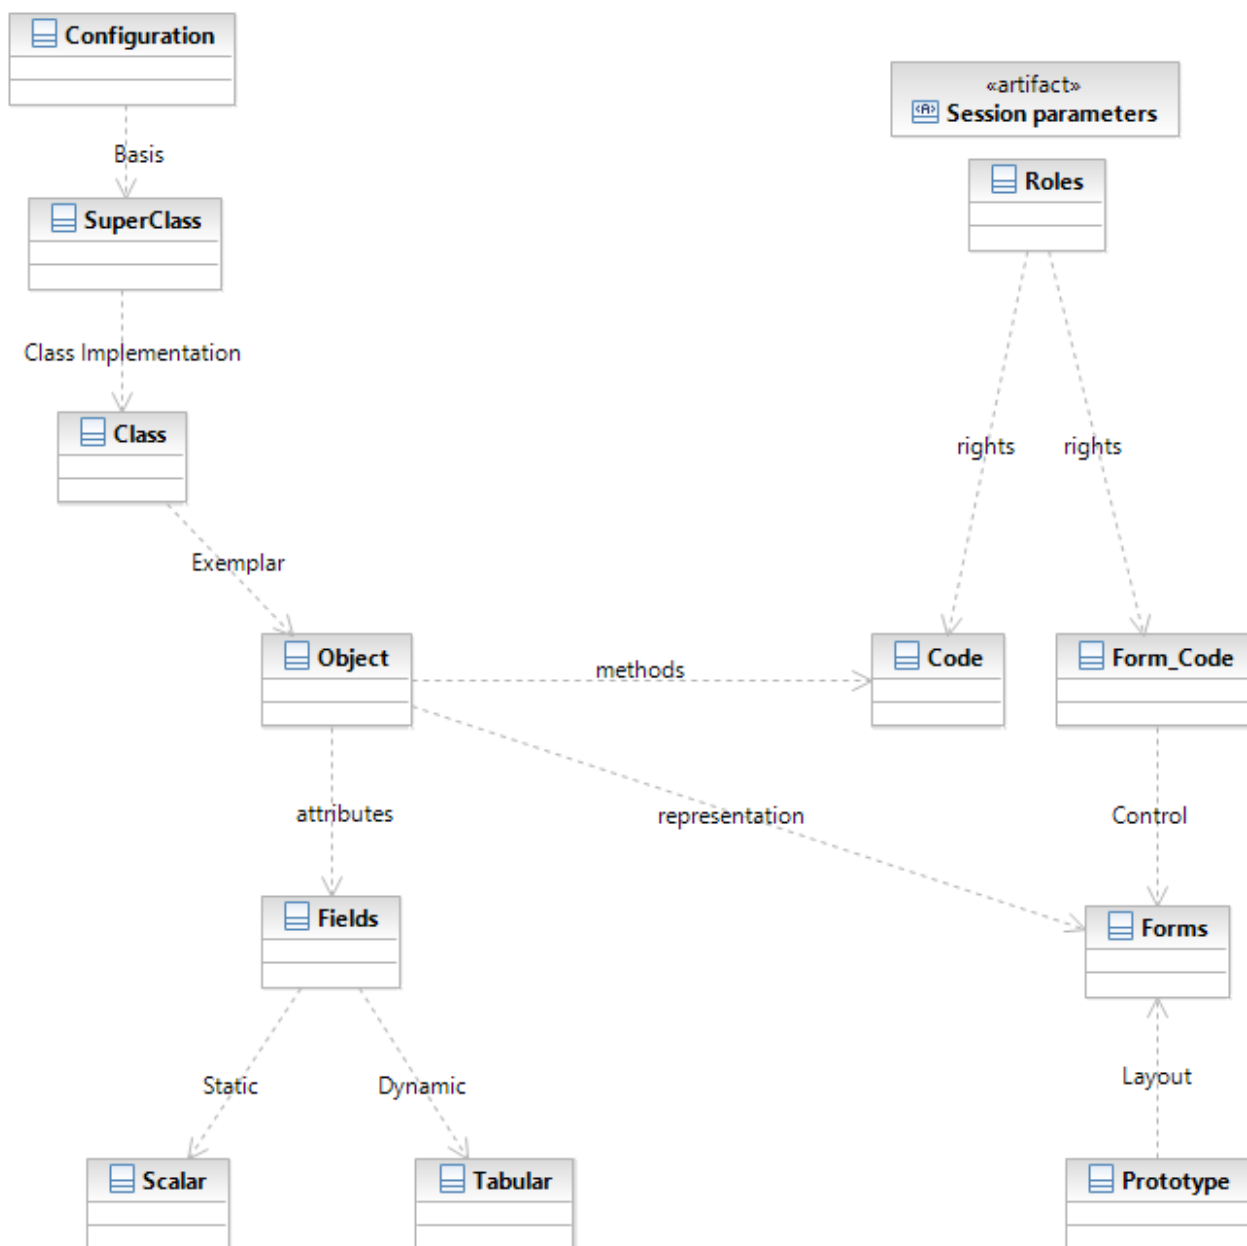 Configuration
«artifact»
Session parameters
Basis
Roles
SuperClass
Class Implementation
Class
rights
rights
Exemplar
Object
methods
Code
Form_Code
attributes
representation
Control
Fields
Forms
Static
Dynamic
Layout
Scalar
Tabular
Prototype